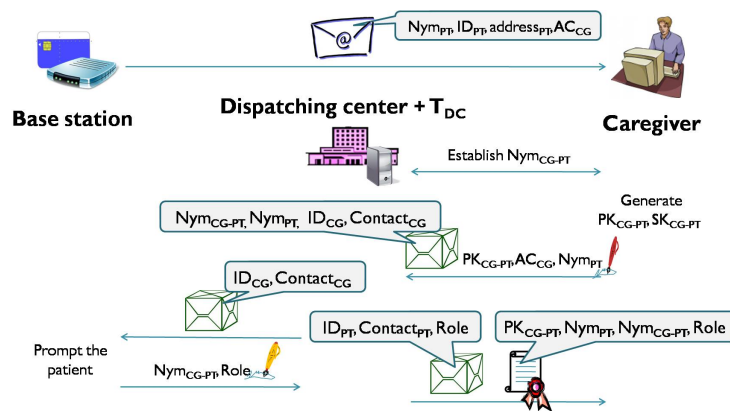 Nym_PT, ID_PT, address_PT, AC_CG
@
Base station
Dispatching center + T_DC
Caregiver
Establish Nym_CG-PT
Generate
PK_CG-PT, SK_CG-PT
Nym_CG-PT, Nym_PT, ID_CG, Contact_CG
PK_CG-PT, AC_CG, Nym_PT
ID_CG, Contact_CG
ID_PT, Contact_PT, Role
PK_CG-PT, Nym_PT, Nym_CG-PT, Role
Prompt the
patient
Nym_CG-PT, Role